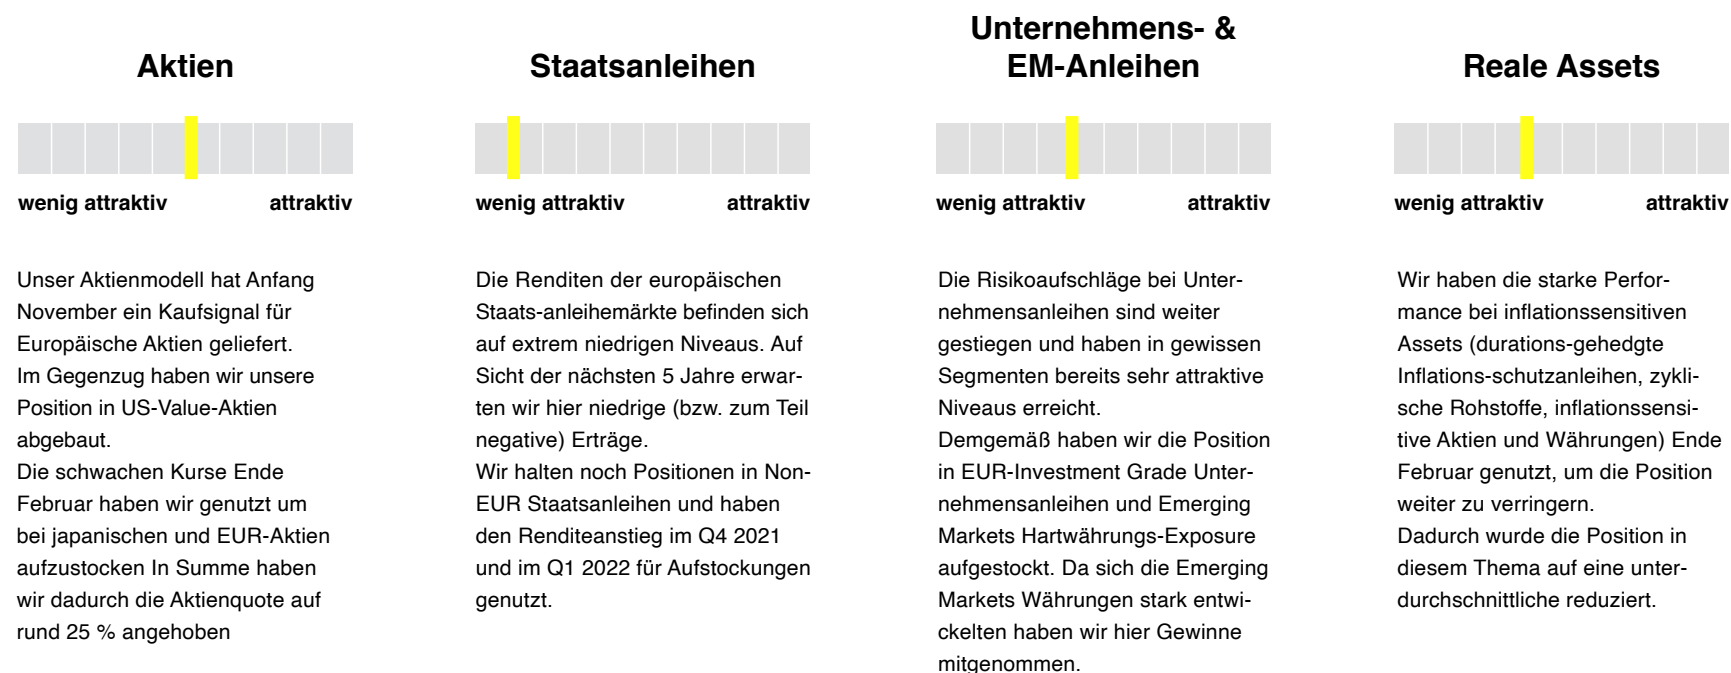 Aktien
wenig attraktiv attraktiv
Unser Aktienmodell hat Anfang
November ein Kaufsignal für
Europäische Aktien geliefert.
Im Gegenzug haben wir unsere
Position in US-Value-Aktien
abgebaut.
Die schwachen Kurse Ende
Februar haben wir genutzt um
bei japanischen und EUR-Aktien
aufzustocken In Summe haben
wir dadurch die Aktienquote auf
rund 25 % angehoben
Staatsanleihen
wenig attraktiv attraktiv
Die Renditen der europäischen
Staats-anleihemärkte befinden sich
auf extrem niedrigen Niveaus. Auf
Sicht der nächsten 5 Jahre erwar-
ten wir hier niedrige (bzw. zum Teil
negative) Erträge.
Wir halten noch Positionen in Non-
EUR Staatsanleihen und haben
den Renditeanstieg im Q4 2021
und im Q1 2022 für Aufstockungen
genutzt.
Unternehmens- &
EM-Anleihen
wenig attraktiv attraktiv
Die Risikoaufschläge bei Unter-
nehmensanleihen sind weiter
gestiegen und haben in gewissen
Segmenten bereits sehr attraktive
Niveaus erreicht.
Demgemäß haben wir die Position
in EUR-Investment Grade Unter-
nehmensanleihen und Emerging
Markets Hartwährungs-Exposure
aufgestockt. Da sich die Emerging
Markets Währungen stark entwi-
ckelten haben wir hier Gewinne
mitgenommen.
Reale Assets
wenig attraktiv attraktiv
Wir haben die starke Perfor-
mance bei inflationssensitiven
Assets (durations-gehedgte
Inflations-schutzanleihen, zykli-
sche Rohstoffe, inflationssensi-
tive Aktien und Währungen) Ende
Februar genutzt, um die Position
weiter zu verringern.
Dadurch wurde die Position in
diesem Thema auf eine unter-
durchschnittliche reduziert.